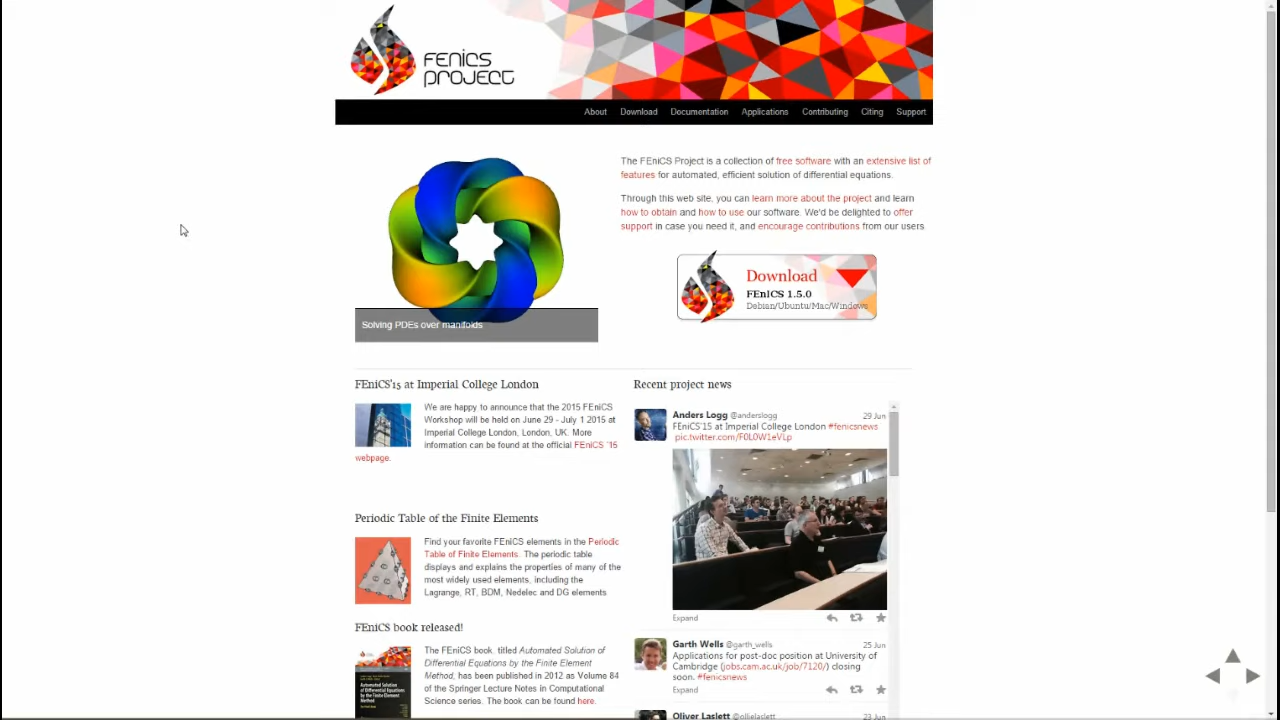 FEniCS
PROJECT
About Download Documentation Applications Contributing Citing Support
Solving PDEs over manifolds
The FEniCS Project is a collection of free software with an extensive list of
features for automated, efficient solution of differential equations.
Through this web site, you can learn more about the project and learn
how to obtain and how to use our software. We'd be delighted to offer
support in case you need it, and encourage contributions from our users
Download
FEniCS 1.5.0
Debian/Ubuntu/Mac/Windows
FEniCS'15 at Imperial College London
We are happy to announce that the 2015 FEniCS
Workshop will be held on June 29 - July 1 2015 at
Imperial College London, London, UK. More
information can be found at the official FEniCS `15
webpage.
Periodic Table of the Finite Elements
Find your favorite FEniCS elements in the Periodic
Table of Finite Elements. The periodic table
displays and explains the properties of many of the
most widely used elements, including the
Lagrange, RT, BDM, Nedelec and DG elements
FEniCS book released!
The FEniCS book, titled Automated Solution of
Differential Equations by the Finite Element
Method, has been published in 2012 as Volume 84
of the Springer Lecture Notes in Computational
Science series. The book can be found here.
Automated Solution
of Differential Equations
by the Finite Element
Method
Recent project news
Anders Logg @anderslogg 29 Jun
FEniCS'15 at Imperial College London #fenicsnews
pic.twitter.com/F0L0W1eVLp
Expand
Garth Wells @garth_wells 25 Jun
Applications for post-doc position at University of
Cambridge (jobs.cam.ac.uk/job/7120/) closing
soon. #fenicsnews
Expand
Oliver Laslett @ollielaslett 23 Jun